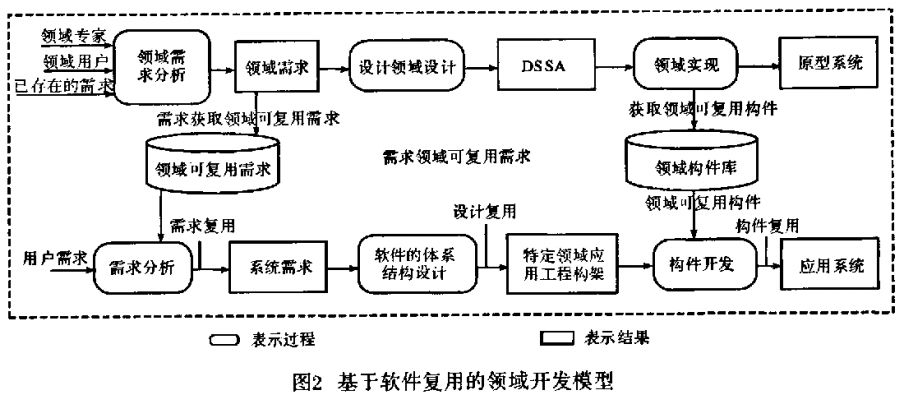 领域专家
领域用户
已存在的需求
领域需
求分析
领域需求
设计领域设计
DSSA
领域实现
原型系统
需求获取领域可复用需求
获取领域可复用构件
领域可复用需求
需求领域可复用需求
领域构件库
领域可复用构件
需求复用
设计复用
构件复用
用户需求
需求分析
系统需求
软件的体系
结构设计
特定领域应
用工程构架
构件开发
应用系统
表示过程
表示结果
图2 基于软件复用的领域开发模型